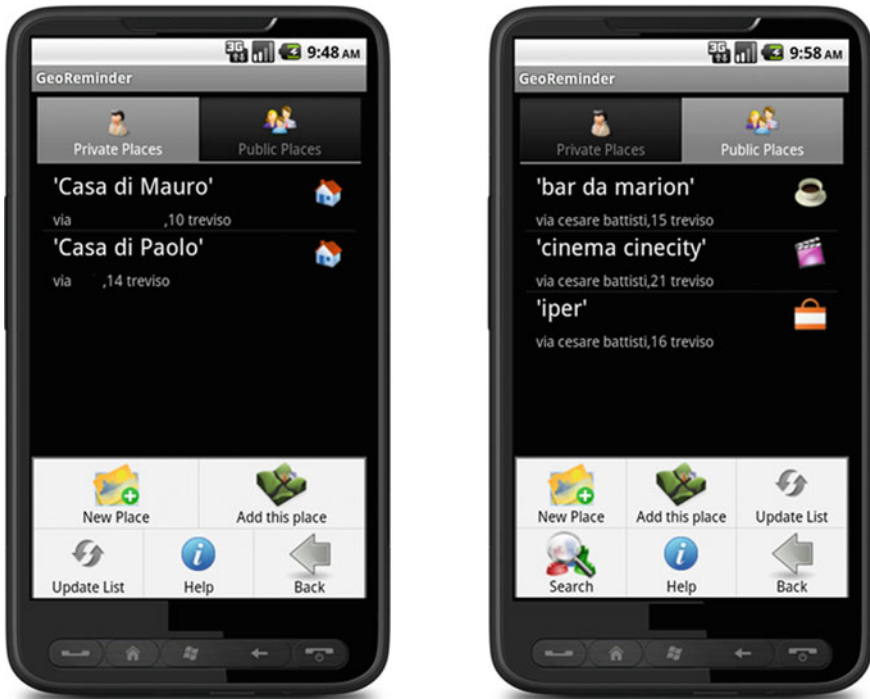 3G 9:48 AM
GeoReminder
Private Places Public Places
'Casa di Mauro'
via ,10 treviso
'Casa di Paolo'
via ,14 treviso
New Place Add this place
Update List Help Back
3G 9:58 AM
GeoReminder
Private Places Public Places
'bar da marion'
via cesare battisti,15 treviso
'cinema cinecity'
via cesare battisti,21 treviso
'iper'
via cesare battisti,16 treviso
New Place Add this place Update List
Search Help Back